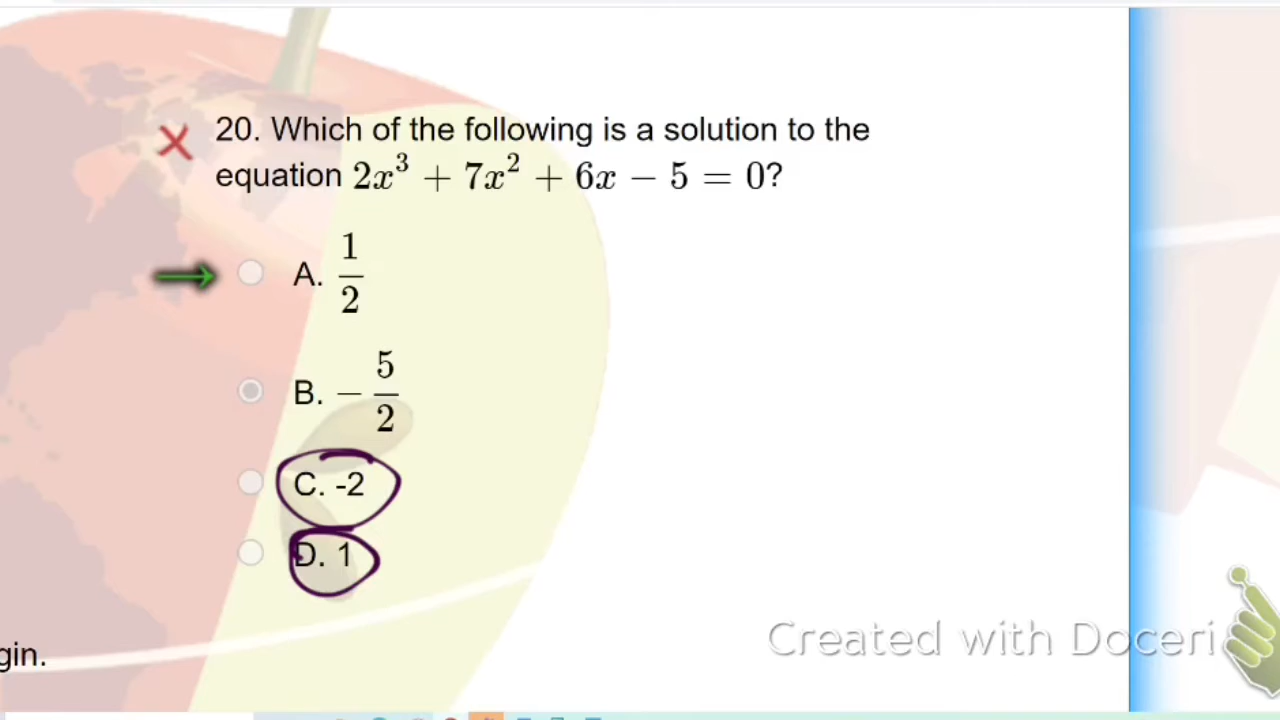 20. Which of the following is a solution to the
equation 2x³ + 7x² + 6x − 5 = 0?
A. 1/2
B. − 5/2
C. -2
D. 1
Created with Doceri
gin.